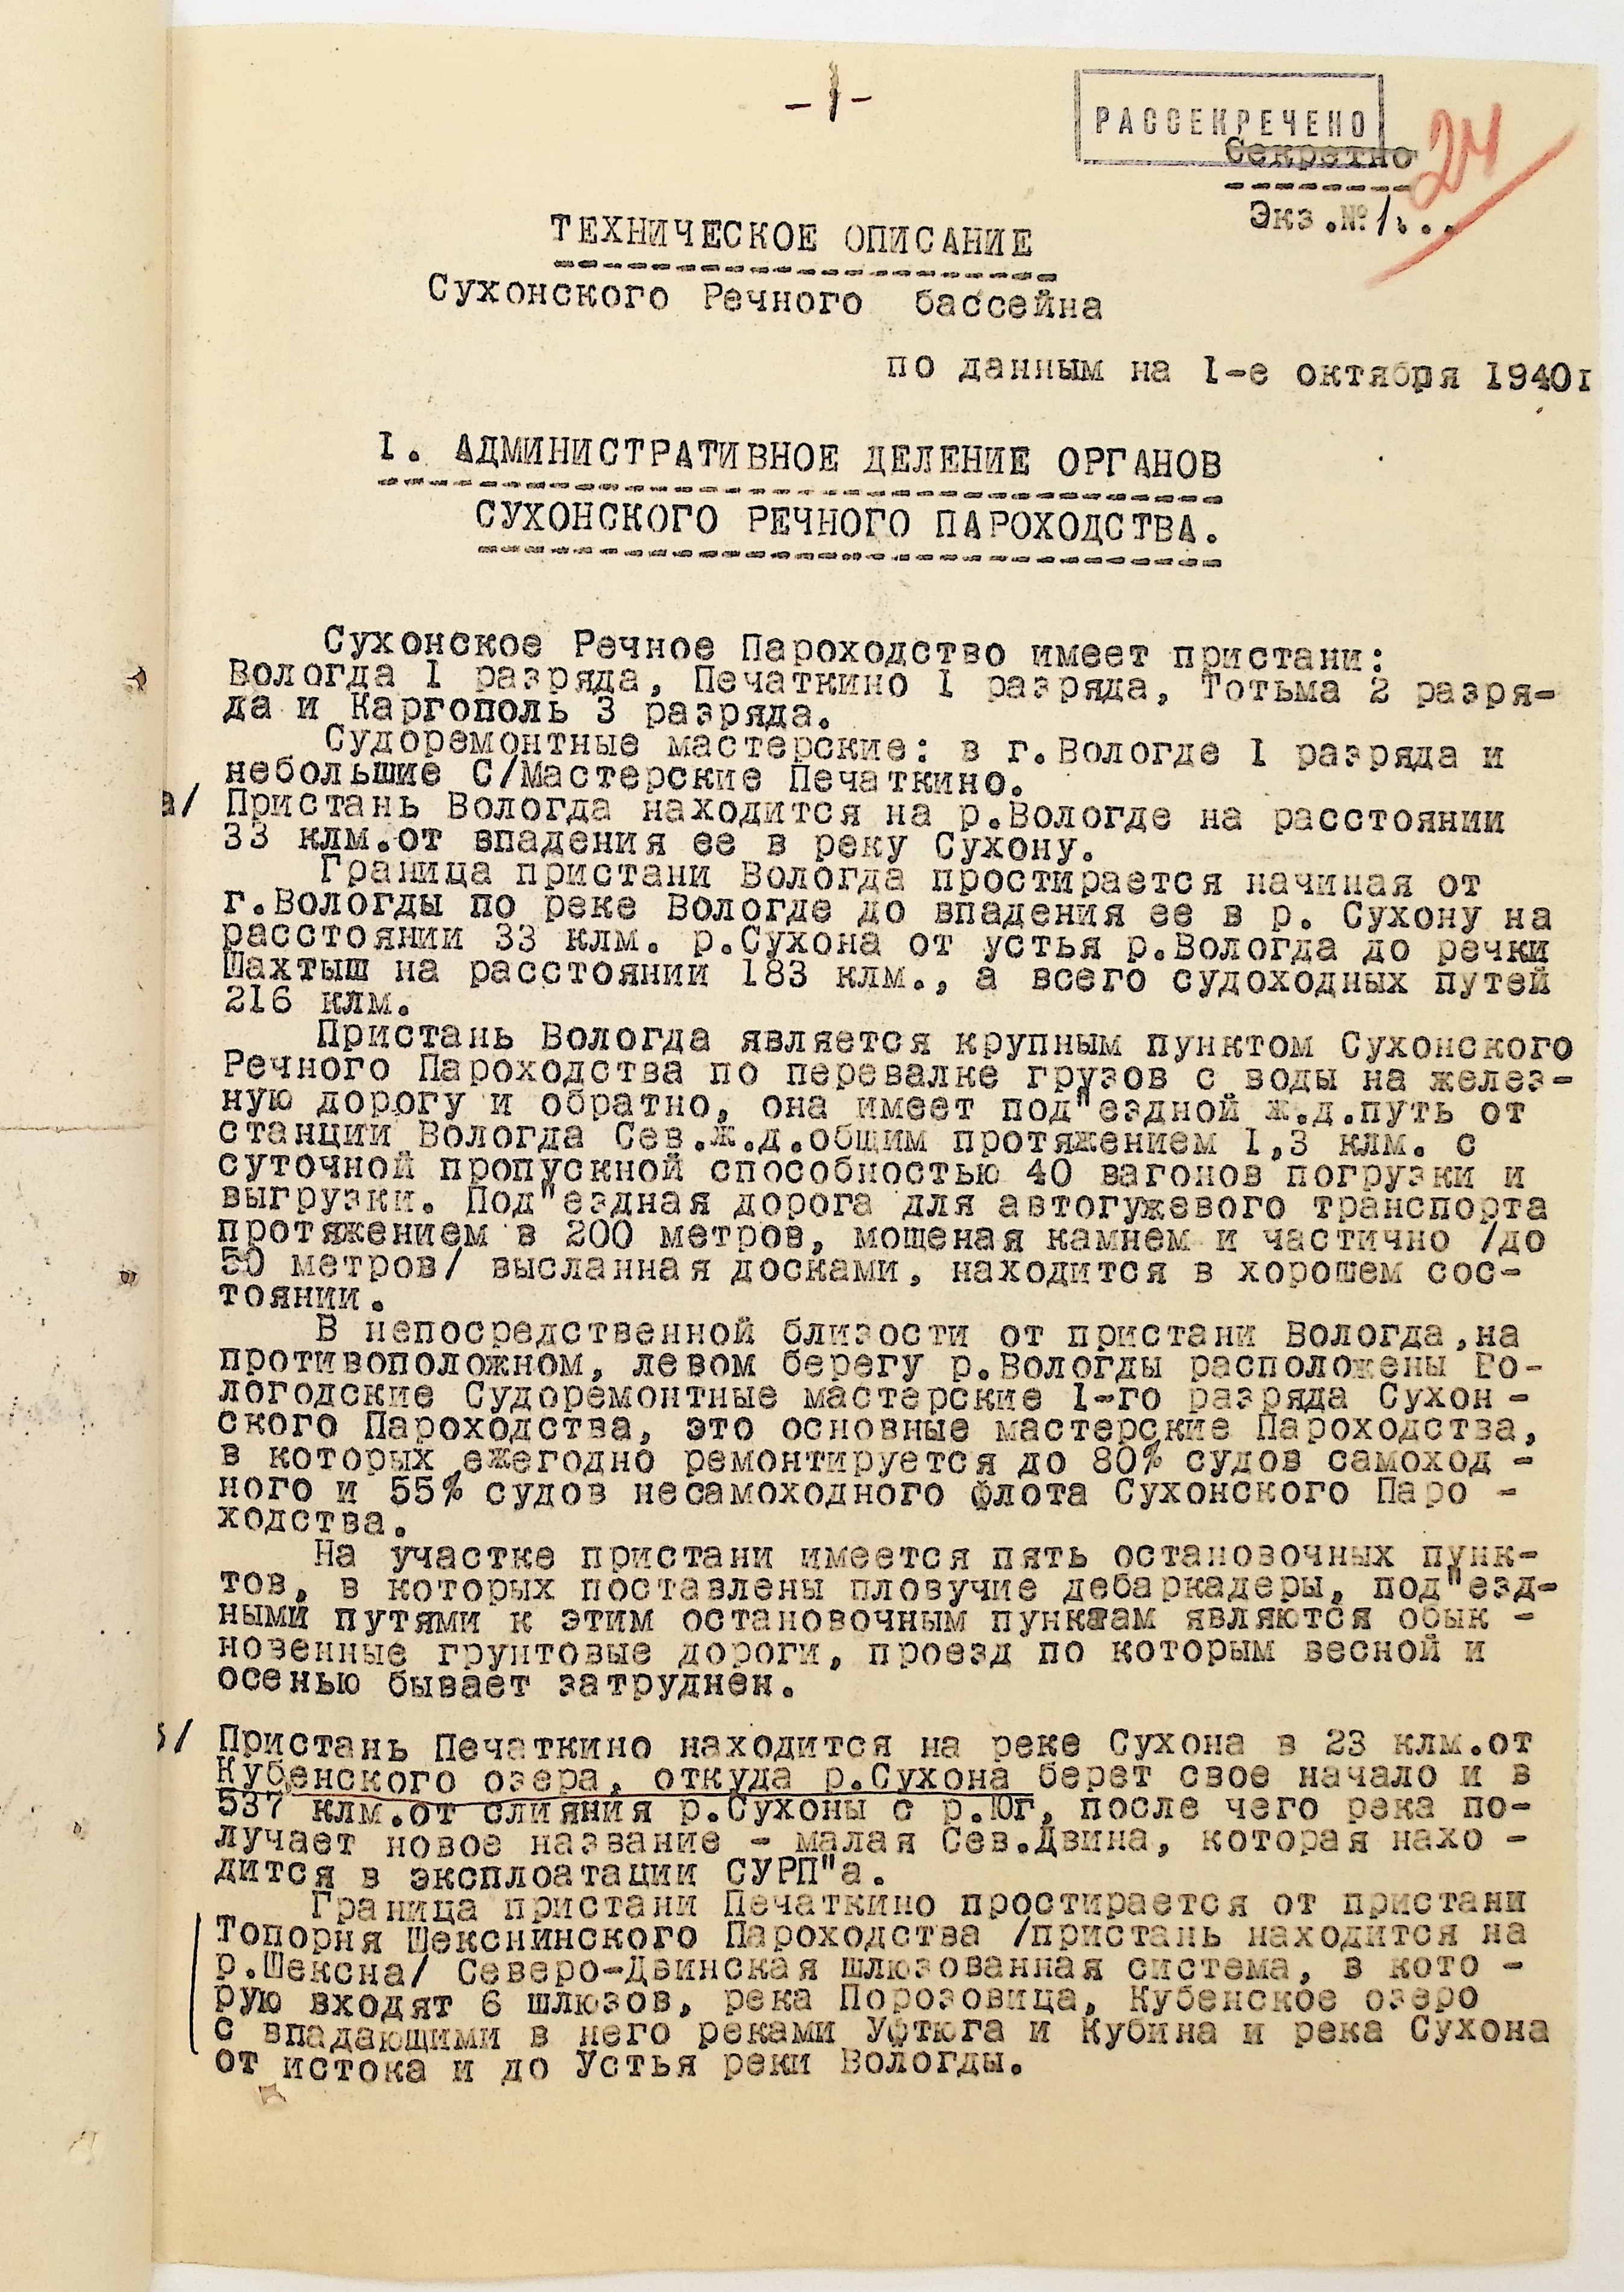 -1-
РАССЕКРЕЧЕНО
Секретно
24
Экз.№ 1...
ТЕХНИЧЕСКОЕ ОПИСАНИЕ
Сухонского Речного бассейна
по данным на 1-е октября 1940г
I. АДМИНИСТРАТИВНОЕ ДЕЛЕНИЕ ОРГАНОВ
СУХОНСКОГО РЕЧНОГО ПАРОХОДСТВА.
Сухонское Речное Пароходство имеет пристани:
Вологда I разряда, Печаткино I разряда, Тотьма 2 разря-
да и Каргополь 3 разряда.
Судоремонтные мастерские: в г.Вологде I разряда и
небольшие С/Мастерские Печаткино.
а/ Пристань Вологда находится на р.Вологде на расстоянии
33 клм.от впадения ее в реку Сухону.
Граница пристани Вологда простирается начиная от
г.Вологды по реке Вологде до впадения ее в р. Сухону на
расстоянии 33 клм. р.Сухона от устья р.Вологда до речки
Шахтыш на расстоянии 183 клм., а всего судоходных путей
216 клм.
Пристань Вологда является крупным пунктом Сухонского
Речного Пароходства по перевалке грузов с воды на желез-
ную дорогу и обратно, она имеет под"ездной ж.д.путь от
станции Вологда Сев.ж.д.общим протяжением 1,3 клм. с
суточной пропускной способностью 40 вагонов погрузки и
выгрузки. Под"ездная дорога для автогужевого транспорта
протяжением в 200 метров, мощеная камнем и частично /до
50 метров/ высланная досками, находится в хорошем сос-
тоянии.
В непосредственной близости от пристани Вологда,на
противоположном, левом берегу р.Вологды расположены Во-
логодские Судоремонтные мастерские 1-го разряда Сухон -
ского Пароходства, это основные мастерские Пароходства,
в которых ежегодно ремонтируется до 80% судов самоход -
ного и 55% судов несамоходного флота Сухонского Паро -
ходства.
На участке пристани имеется пять остановочных пунк-
тов, в которых поставлены пловучие дебаркадеры, под"езд-
ными путями к этим остановочным пунктам являются обык -
новенные грунтовые дороги, проезд по которым весной и
осенью бывает затруднен.
б/ Пристань Печаткино находится на реке Сухона в 23 клм.от
Кубенского озера, откуда р.Сухона берет свое начало и в
537 клм.от слияния р.Сухоны с р.Юг, после чего река по-
лучает новое название - малая Сев.Двина, которая нахо -
дится в эксплоатации СУРП"а.
Граница пристани Печаткино простирается от пристани
Топорня Шекснинского Пароходства /пристань находится на
р.Шексна/ Северо-Двинская шлюзованная система, в кото -
рую входят 6 шлюзов, река Порозовица, Кубенское озеро
с впадающими в него реками Уфтюга и Кубина и река Сухона
от истока и до Устья реки Вологды.